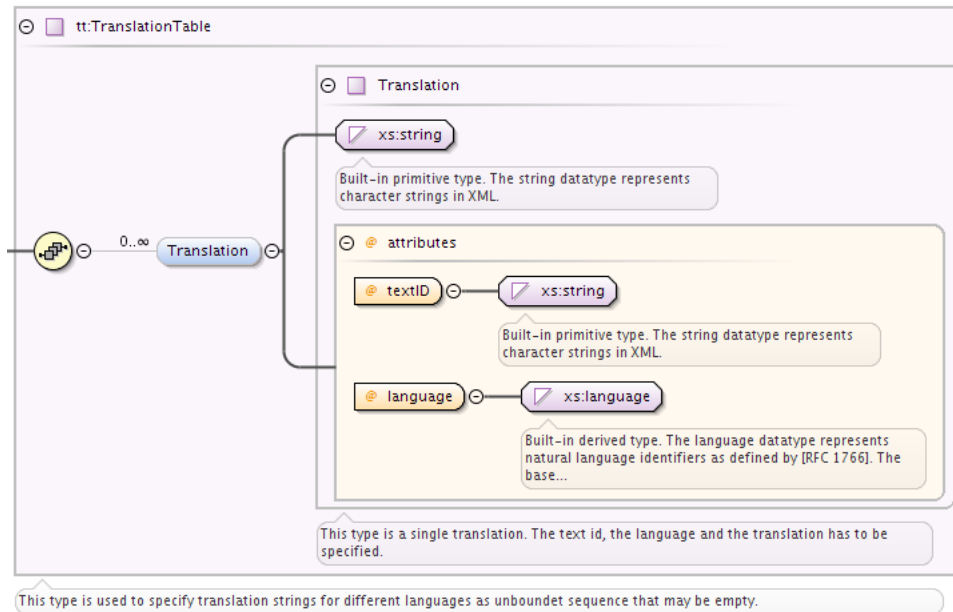 tt:TranslationTable
Translation
xs:string
Built-in primitive type. The string datatype represents
character strings in XML.
0..∞
Translation
@ attributes
@ textID
xs:string
Built-in primitive type. The string datatype represents
character strings in XML.
@ language
xs:language
Built-in derived type. The language datatype represents
natural language identifiers as defined by [RFC 1766]. The
base...
This type is a single translation. The text id, the language and the translation has to be
specified.
This type is used to specify translation strings for different languages as unboundet sequence that may be empty.